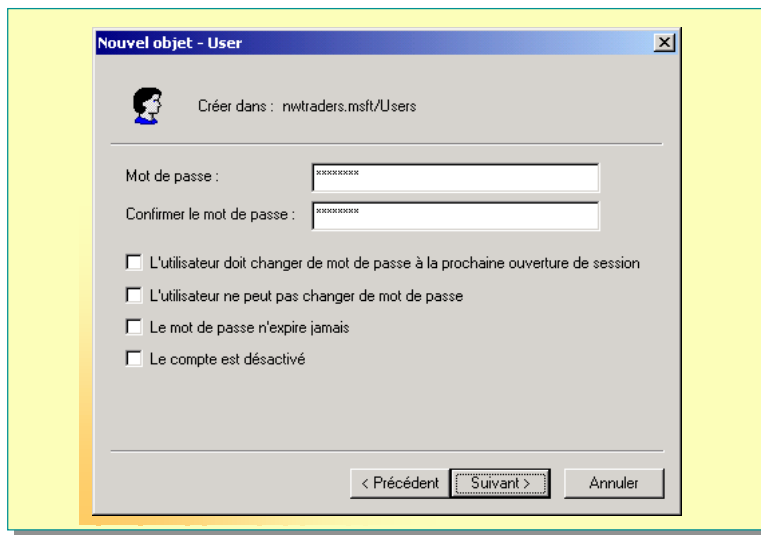 Nouvel objet - User
Créer dans : nwtraders.msft/Users
Mot de passe : ********
Confirmer le mot de passe : ********
L'utilisateur doit changer de mot de passe à la prochaine ouverture de session
L'utilisateur ne peut pas changer de mot de passe
Le mot de passe n'expire jamais
Le compte est désactivé
< Précédent Suivant > Annuler